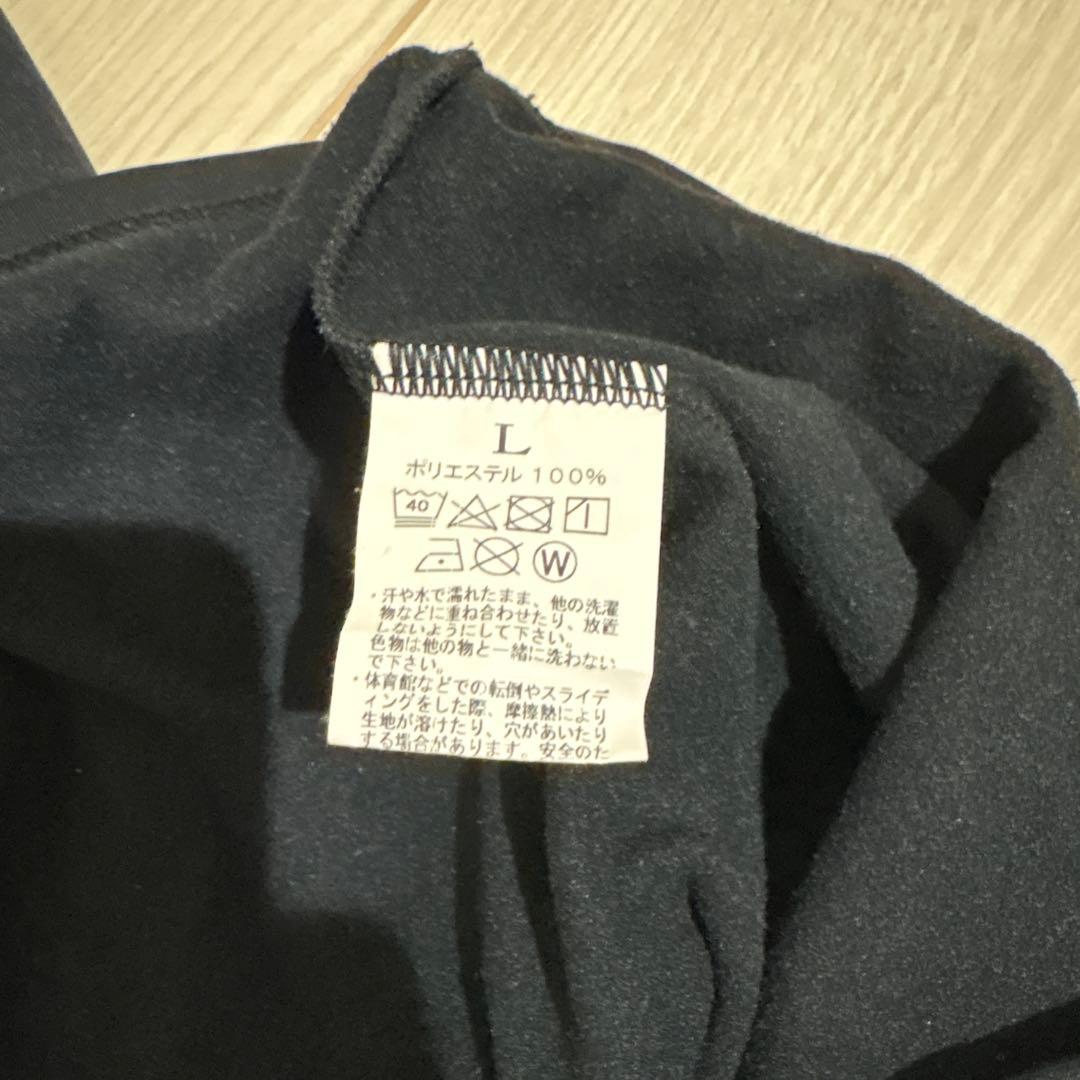 L
ポリエステル 100%
40
W
・汗や水で濡れたまま、他の洗濯
物などに重ね合わせたり、放置
しないようにして下さい。
色物は他の物と一緒に洗わない
で下さい。
・体育館などでの転倒やスライデ
ィングをした際、摩擦熱により
生地が溶けたり、穴があいたり
する場合があります。安全のた